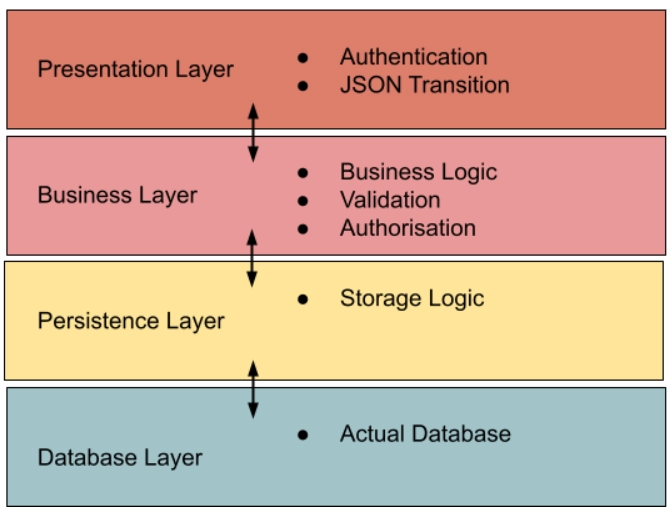 Presentation Layer
● Authentication
● JSON Transition
Business Layer
● Business Logic
● Validation
● Authorisation
Persistence Layer
● Storage Logic
Database Layer
● Actual Database